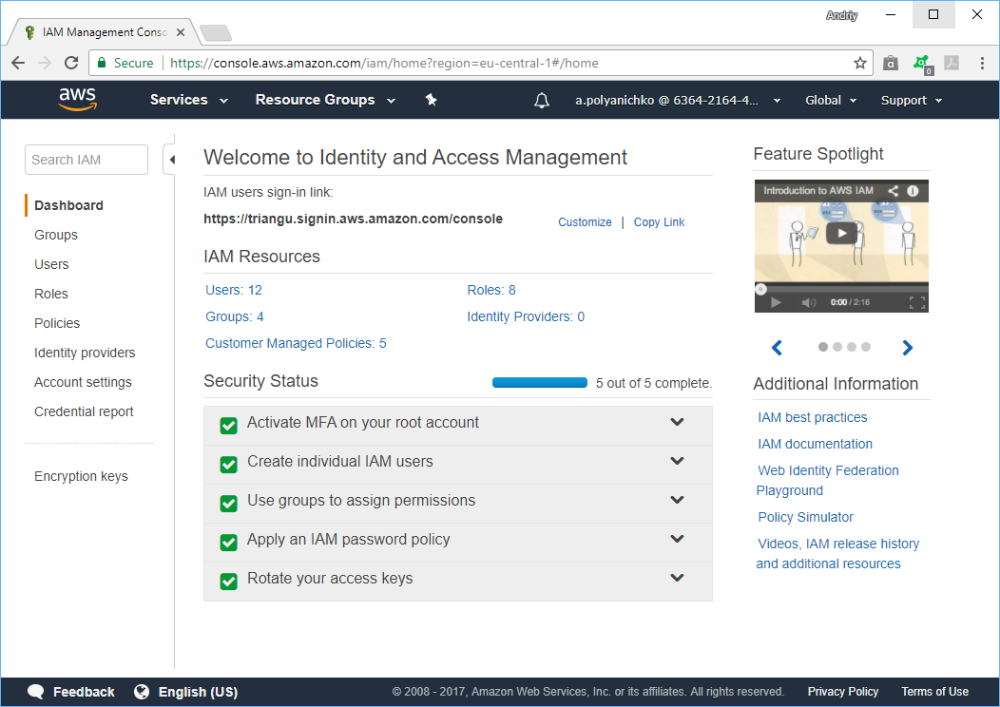 Andriy
IAM Management Conso
Secure https://console.aws.amazon.com/iam/home?region=eu-central-1#/home
0
aws Services Resource Groups a.polyanichko @ 6364-2164-4... Global Support
Search IAM
Dashboard
Groups
Users
Roles
Policies
Identity providers
Account settings
Credential report
Encryption keys
Welcome to Identity and Access Management
IAM users sign-in link:
https://triangu.signin.aws.amazon.com/console Customize | Copy Link
IAM Resources
Users: 12 Roles: 8
Groups: 4 Identity Providers: 0
Customer Managed Policies: 5
Security Status 5 out of 5 complete.
Activate MFA on your root account
Create individual IAM users
Use groups to assign permissions
Apply an IAM password policy
Rotate your access keys
Feature Spotlight
Introduction to AWS IAM
0:00 / 2:16
Additional Information
IAM best practices
IAM documentation
Web Identity Federation
Playground
Policy Simulator
Videos, IAM release history
and additional resources
Feedback English (US) © 2008 - 2017, Amazon Web Services, Inc. or its affiliates. All rights reserved. Privacy Policy Terms of Use